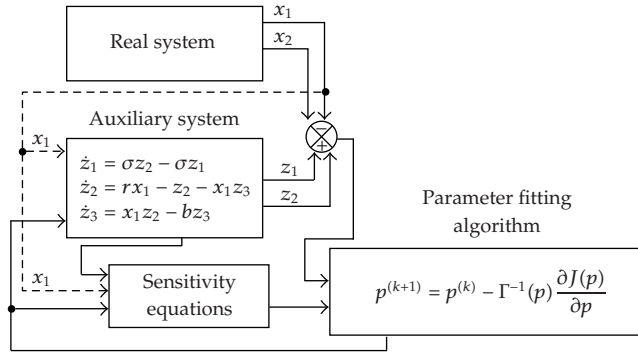 x₁
Real system
x₂
Auxiliary system
x₁
ż₁ = σz₂ − σz₁
ż₂ = rx₁ − z₂ − x₁z₃
ż₃ = x₁z₂ − bz₃
−
+
z₁
z₂
Parameter fitting
algorithm
x₁
Sensitivity
equations
p⁽ᵏ⁺¹⁾ = p⁽ᵏ⁾ − Γ⁻¹(p) ∂J(p)/∂p